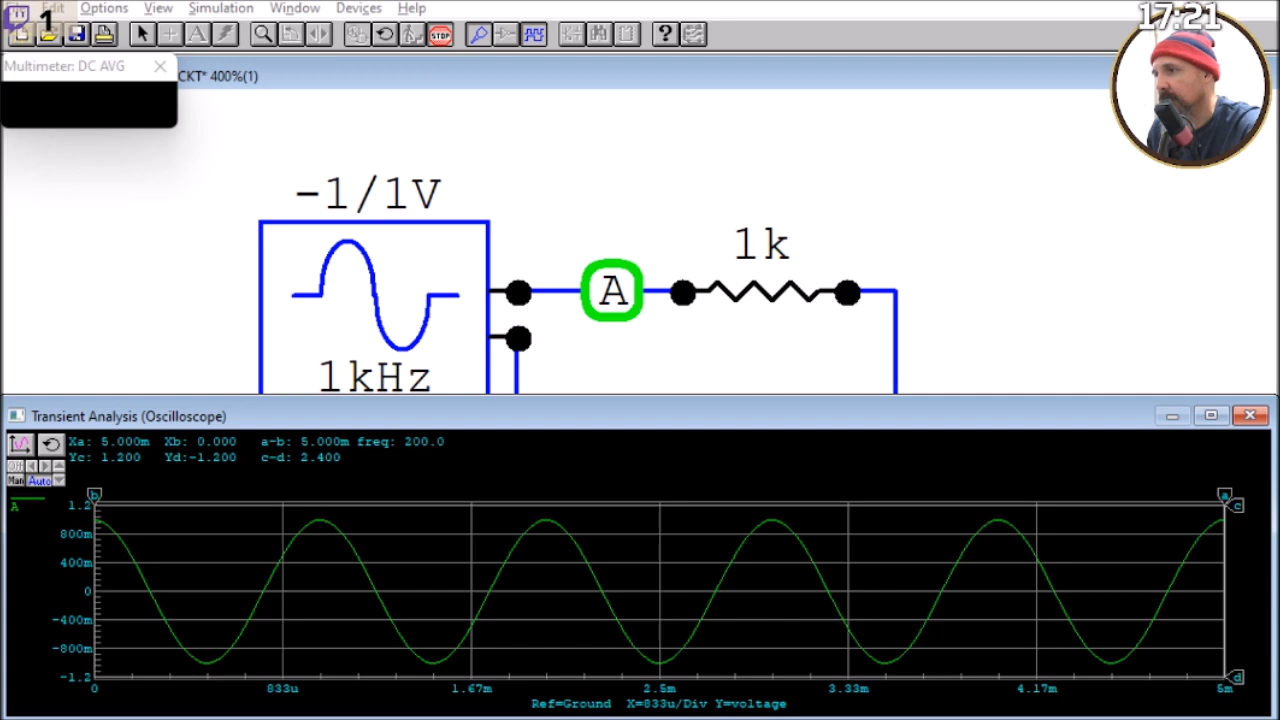 Edit Options View Simulation Window Devices Help
1
17:21
STOP
Multimeter: DC AVG
CKT* 400%(1)
-1/1V
1k
A
1kHz
Transient Analysis (Oscilloscope)
Xa: 5.000m Xb: 0.000 a-b: 5.000m freq: 200.0
Yc: 1.200 Yd:-1.200 c-d: 2.400
Off
Man Auto
b
a
A
1.2
c
800m
400m
0
-400m
-800m
-1.2
d
0 833u 1.67m 2.5m 3.33m 4.17m 5m
Ref=Ground X=833u/Div Y=voltage